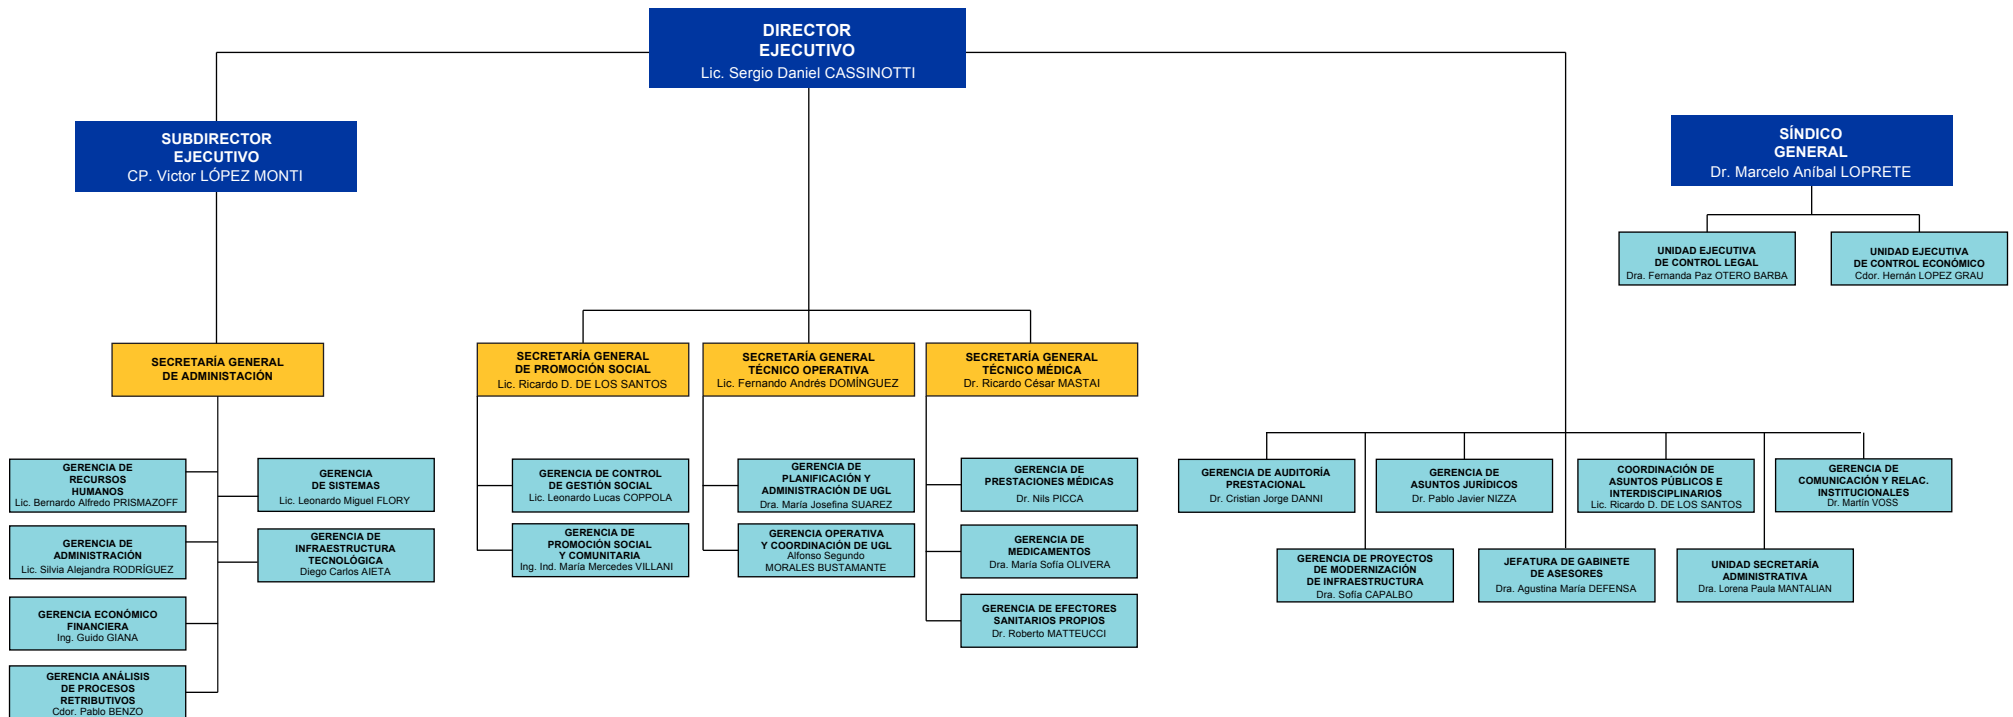 DIRECTOR
EJECUTIVO
Lic. Sergio Daniel CASSINOTTI
SUBDIRECTOR
EJECUTIVO
CP. Victor LÓPEZ MONTI
SÍNDICO
GENERAL
Dr. Marcelo Aníbal LOPRETE
UNIDAD EJECUTIVA
DE CONTROL LEGAL
Dra. Fernanda Paz OTERO BARBA
UNIDAD EJECUTIVA
DE CONTROL ECONÓMICO
Cdor. Hernán LOPEZ GRAU
SECRETARÍA GENERAL
DE ADMINISTACIÓN
SECRETARÍA GENERAL
DE PROMOCIÓN SOCIAL
Lic. Ricardo D. DE LOS SANTOS
SECRETARÍA GENERAL
TÉCNICO OPERATIVA
Lic. Fernando Andrés DOMÍNGUEZ
SECRETARÍA GENERAL
TÉCNICO MÉDICA
Dr. Ricardo César MASTAI
GERENCIA DE
RECURSOS
HUMANOS
Lic. Bernardo Alfredo PRISMAZOFF
GERENCIA
DE SISTEMAS
Lic. Leonardo Miguel FLORY
GERENCIA DE
ADMINISTRACIÓN
Lic. Silvia Alejandra RODRÍGUEZ
GERENCIA DE
INFRAESTRUCTURA
TECNOLÓGICA
Diego Carlos AIETA
GERENCIA ECONÓMICO
FINANCIERA
Ing. Guido GIANA
GERENCIA ANÁLISIS
DE PROCESOS
RETRIBUTIVOS
Cdor. Pablo BENZO
GERENCIA DE CONTROL
DE GESTIÓN SOCIAL
Lic. Leonardo Lucas COPPOLA
GERENCIA DE
PROMOCIÓN SOCIAL
Y COMUNITARIA
Ing. Ind. María Mercedes VILLANI
GERENCIA DE
PLANIFICACIÓN Y
ADMINISTRACIÓN DE UGL
Dra. María Josefina SUAREZ
GERENCIA OPERATIVA
Y COORDINACIÓN DE UGL
Alfonso Segundo
MORALES BUSTAMANTE
GERENCIA DE
PRESTACIONES MÉDICAS
Dr. Nils PICCA
GERENCIA DE
MEDICAMENTOS
Dra. María Sofía OLIVERA
GERENCIA DE EFECTORES
SANITARIOS PROPIOS
Dr. Roberto MATTEUCCI
GERENCIA DE AUDITORÍA
PRESTACIONAL
Dr. Cristian Jorge DANNI
GERENCIA DE
ASUNTOS JURÍDICOS
Dr. Pablo Javier NIZZA
COORDINACIÓN DE
ASUNTOS PÚBLICOS E
INTERDISCIPLINARIOS
Lic. Ricardo D. DE LOS SANTOS
GERENCIA DE
COMUNICACIÓN Y RELAC.
INSTITUCIONALES
Dr. Martín VOSS
GERENCIA DE PROYECTOS
DE MODERNIZACIÓN
DE INFRAESTRUCTURA
Dra. Sofía CAPALBO
JEFATURA DE GABINETE
DE ASESORES
Dra. Agustina María DEFENSA
UNIDAD SECRETARÍA
ADMINISTRATIVA
Dra. Lorena Paula MANTALIAN